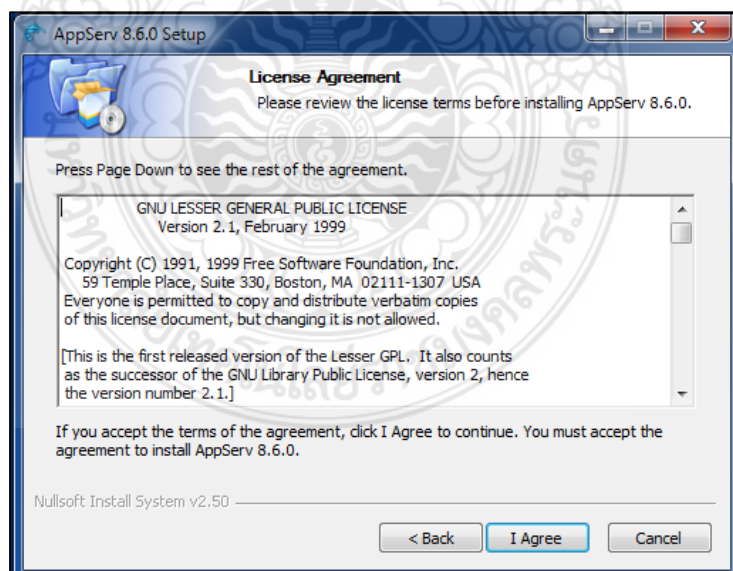 AppServ 8.6.0 Setup
License Agreement
Please review the license terms before installing AppServ 8.6.0.
Press Page Down to see the rest of the agreement.
GNU LESSER GENERAL PUBLIC LICENSE
Version 2.1, February 1999
Copyright (C) 1991, 1999 Free Software Foundation, Inc.
59 Temple Place, Suite 330, Boston, MA 02111-1307 USA
Everyone is permitted to copy and distribute verbatim copies
of this license document, but changing it is not allowed.
[This is the first released version of the Lesser GPL. It also counts
as the successor of the GNU Library Public License, version 2, hence
the version number 2.1.]
If you accept the terms of the agreement, click I Agree to continue. You must accept the
agreement to install AppServ 8.6.0.
Nullsoft Install System v2.50
< Back
I Agree
Cancel